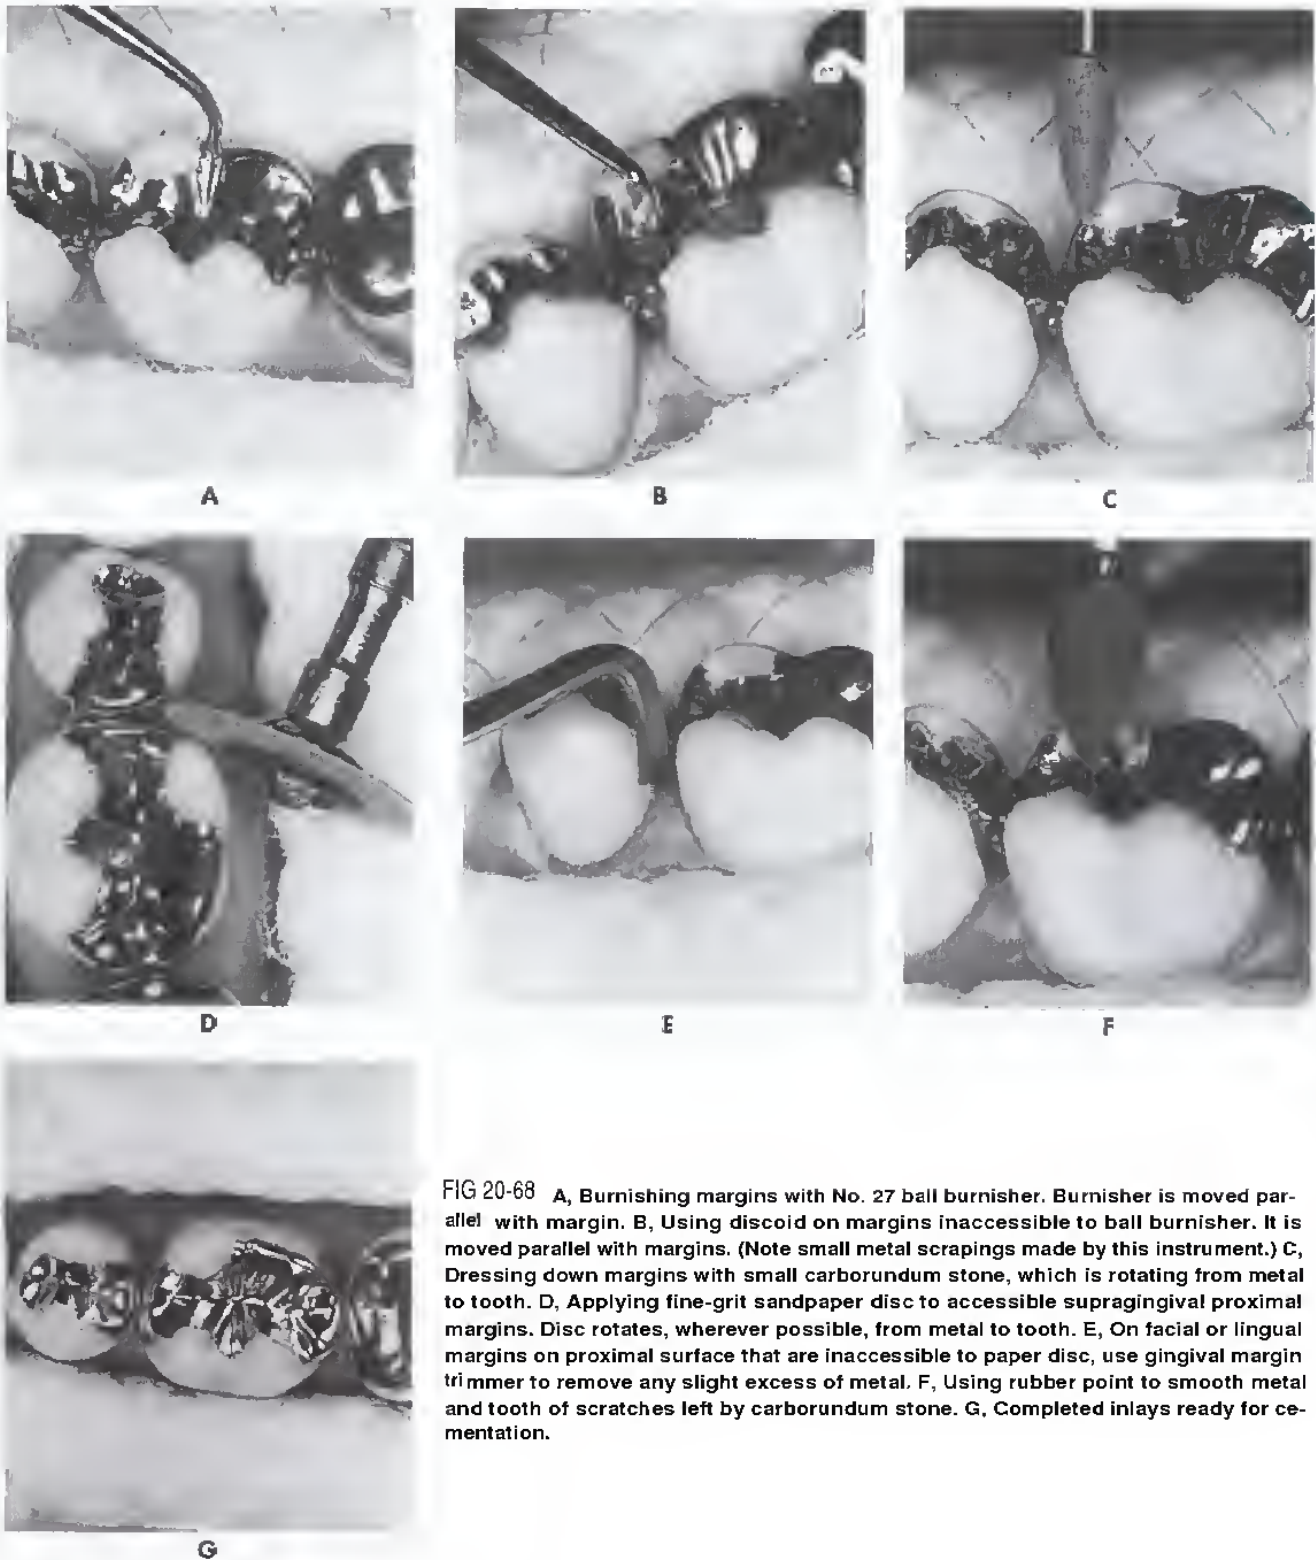 A
B
C
D
E
F
G
FIG 20-68 A, Burnishing margins with No. 27 ball burnisher. Burnisher is moved par-
allel with margin. B, Using discoid on margins inaccessible to ball burnisher. It is
moved parallel with margins. (Note small metal scrapings made by this instrument.) C,
Dressing down margins with small carborundum stone, which is rotating from metal
to tooth. D, Applying fine-grit sandpaper disc to accessible supragingival proximal
margins. Disc rotates, wherever possible, from metal to tooth. E, On facial or lingual
margins on proximal surface that are inaccessible to paper disc, use gingival margin
trimmer to remove any slight excess of metal. F, Using rubber point to smooth metal
and tooth of scratches left by carborundum stone. G, Completed inlays ready for ce-
mentation.